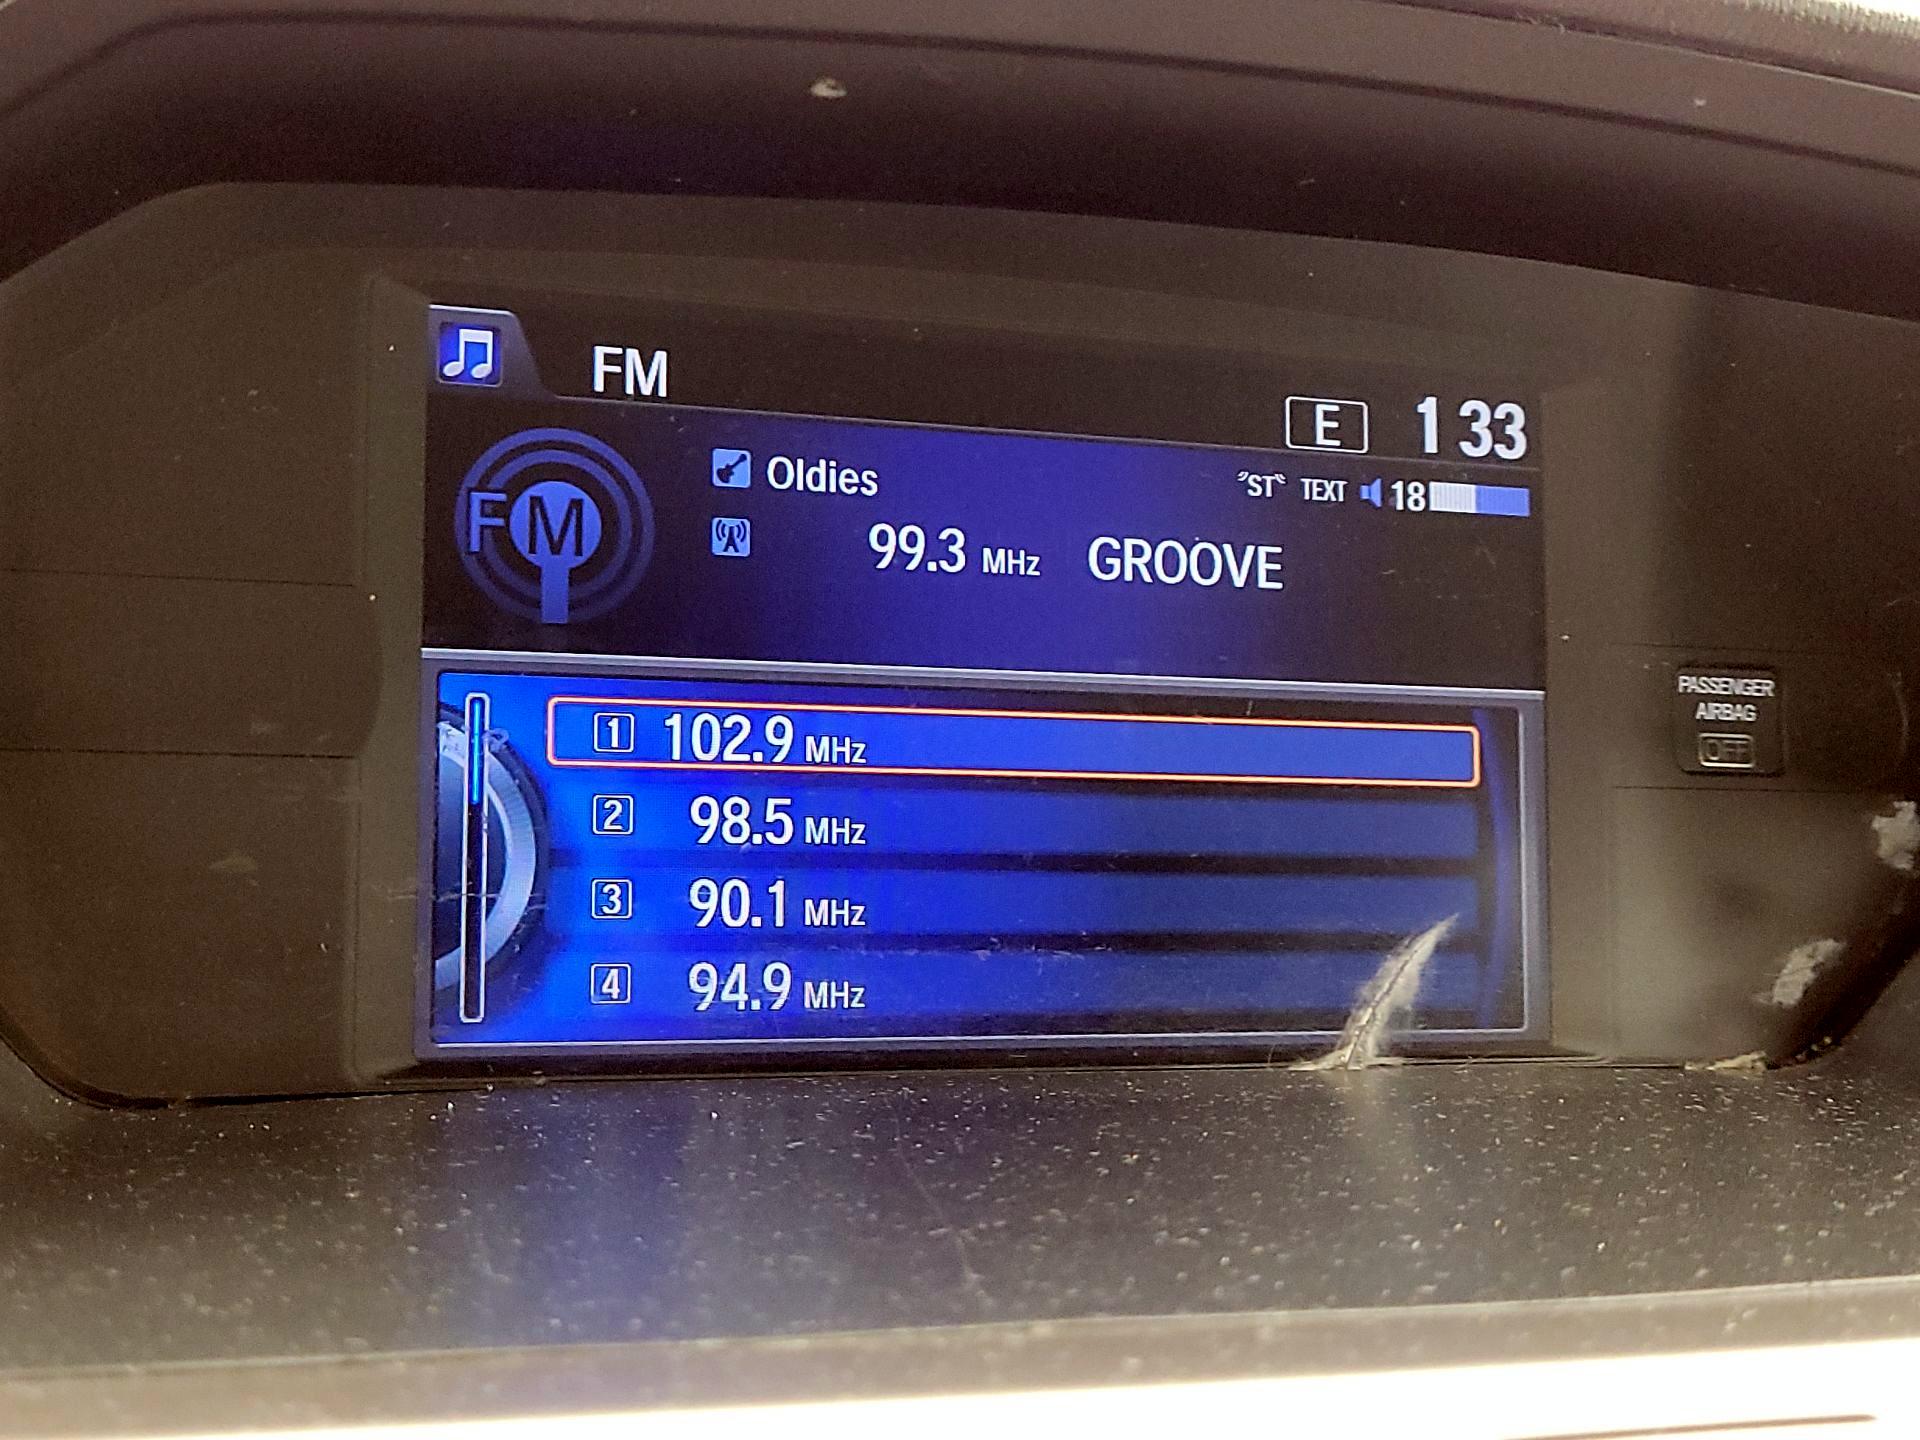 FM
E 1 33
FM
Oldies
"ST" TEXT 18
99.3 MHz GROOVE
1 102.9 MHz
2 98.5 MHz
3 90.1 MHz
4 94.9 MHz
PASSENGER
AIRBAG
OFF